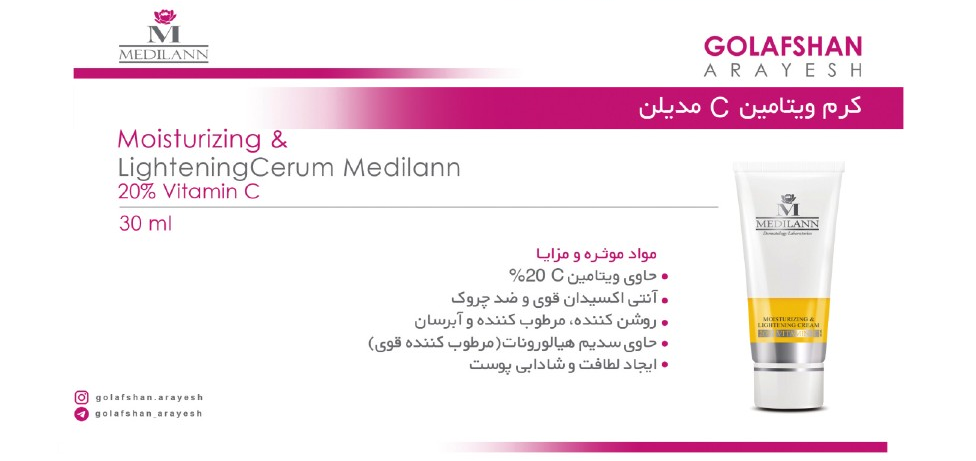 M
MEDILANN
GOLAFSHAN
ARAYESH
کرم ویتامین C مدیلن
Moisturizing &
LighteningCerum Medilann
20% Vitamin C
30 ml
مواد موثره و مزایا
• حاوی ویتامین C 20%
• آنتی اکسیدان قوی و ضد چروک
• روشن کننده، مرطوب کننده و آبرسان
• حاوی سدیم هیالورونات(مرطوب کننده قوی)
• ایجاد لطافت و شادابی پوست
M
MEDILANN
Dermatology Laboratories
MOISTURIZING &
LIGHTENING CREAM
golafshan.arayesh
golafshan_arayesh